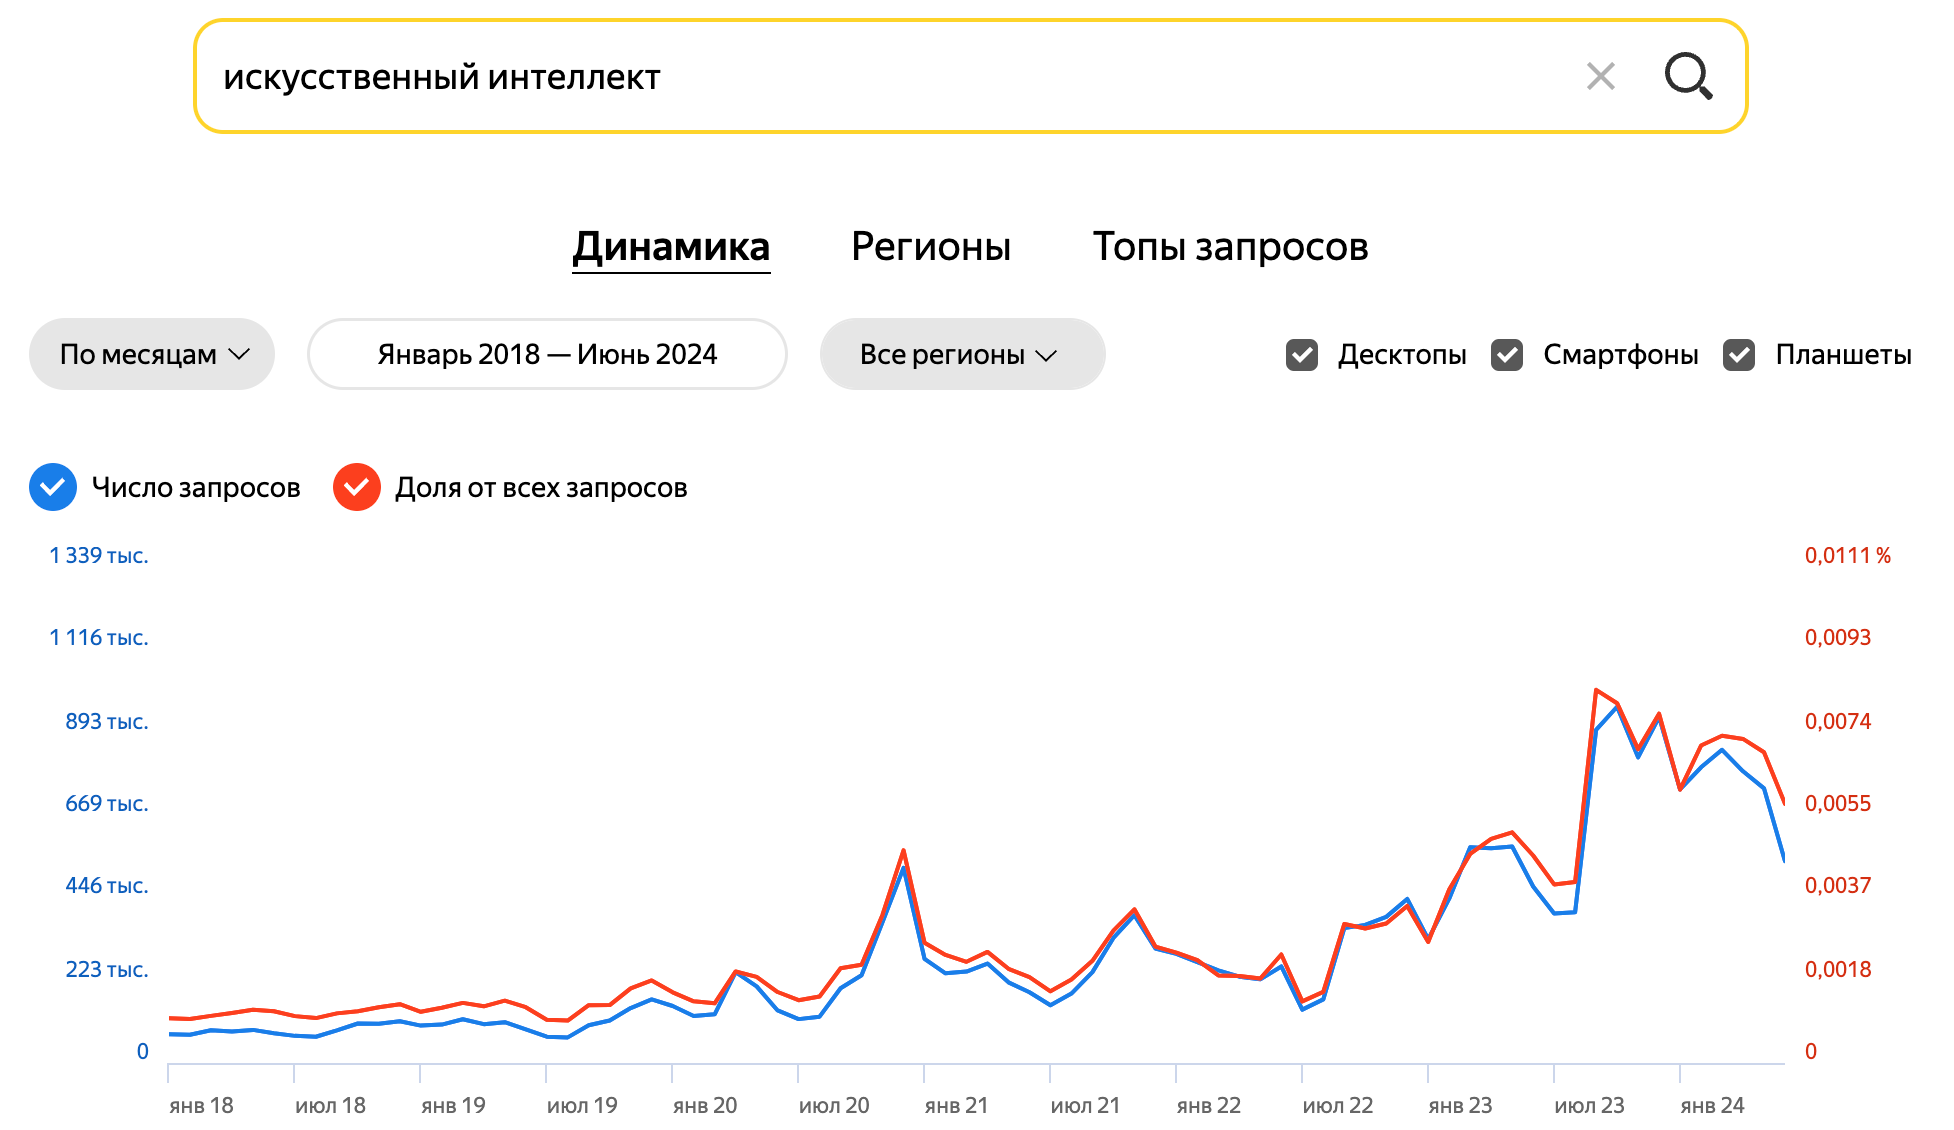 искусственный интеллект
Динамика Регионы Топы запросов
По месяцам Январь 2018 — Июнь 2024 Все регионы Десктопы Смартфоны Планшеты
Число запросов Доля от всех запросов
1 339 тыс. 0,0111 %
1 116 тыс. 0,0093
893 тыс. 0,0074
669 тыс. 0,0055
446 тыс. 0,0037
223 тыс. 0,0018
0 0
янв 18 июл 18 янв 19 июл 19 янв 20 июл 20 янв 21 июл 21 янв 22 июл 22 янв 23 июл 23 янв 24